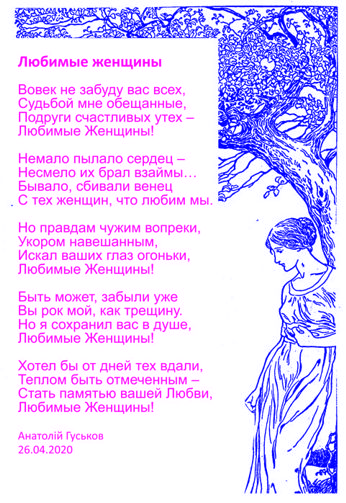 Любимые женщины
Вовек не забуду вас всех,
Судьбой мне обещанные,
Подруги счастливых утех –
Любимые Женщины!
Немало пылало сердец –
Несмело их брал взаймы...
Бывало, сбивали венец
С тех женщин, что любим мы.
Но правдам чужим вопреки,
Укором навешанным,
Искал ваших глаз огоньки,
Любимые Женщины!
Быть может, забыли уже
Вы рок мой, как трещину.
Но я сохранил вас в душе,
Любимые Женщины!
Хотел бы от дней тех вдали,
Теплом быть отмеченным –
Стать памятью вашей Любви,
Любимые Женщины!
Анатолій Гуськов
26.04.2020